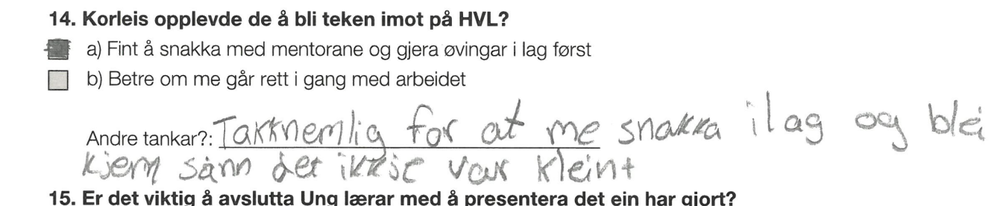 14. Korleis opplevde de å bli teken imot på HVL?
a) Fint å snakka med mentorane og gjera øvingar i lag først
b) Betre om me går rett i gang med arbeidet
Andre tankar?: Takknemlig for at me snakka ilag og blei
kjem sånn det ikkje var kleint
15. Er det viktig å avslutta Ung lærar med å presentera det ein har gjort?